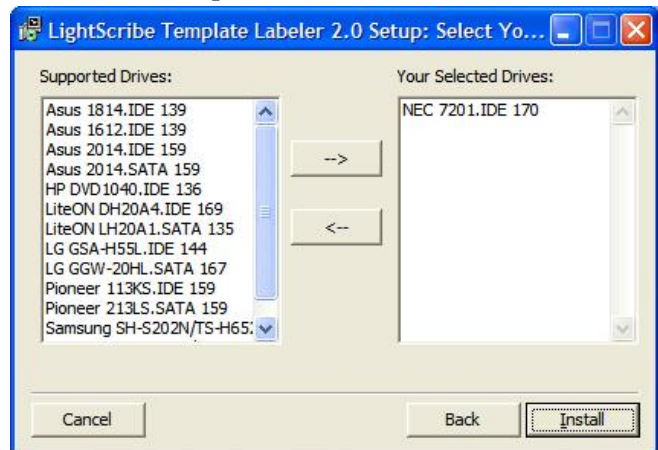 LightScribe Template Labeler 2.0 Setup: Select Yo...
Supported Drives:
Asus 1814.IDE 139
Asus 1612.IDE 139
Asus 2014.IDE 159
Asus 2014.SATA 159
HP DVD1040.IDE 136
LiteON DH20A4.IDE 169
LiteON LH20A1.SATA 135
LG GSA-H55L.IDE 144
LG GGW-20HL.SATA 167
Pioneer 113KS.IDE 159
Pioneer 213LS.SATA 159
Samsung SH-S202N/TS-H65
-->
<--
Your Selected Drives:
NEC 7201.IDE 170
Cancel
Back
Install